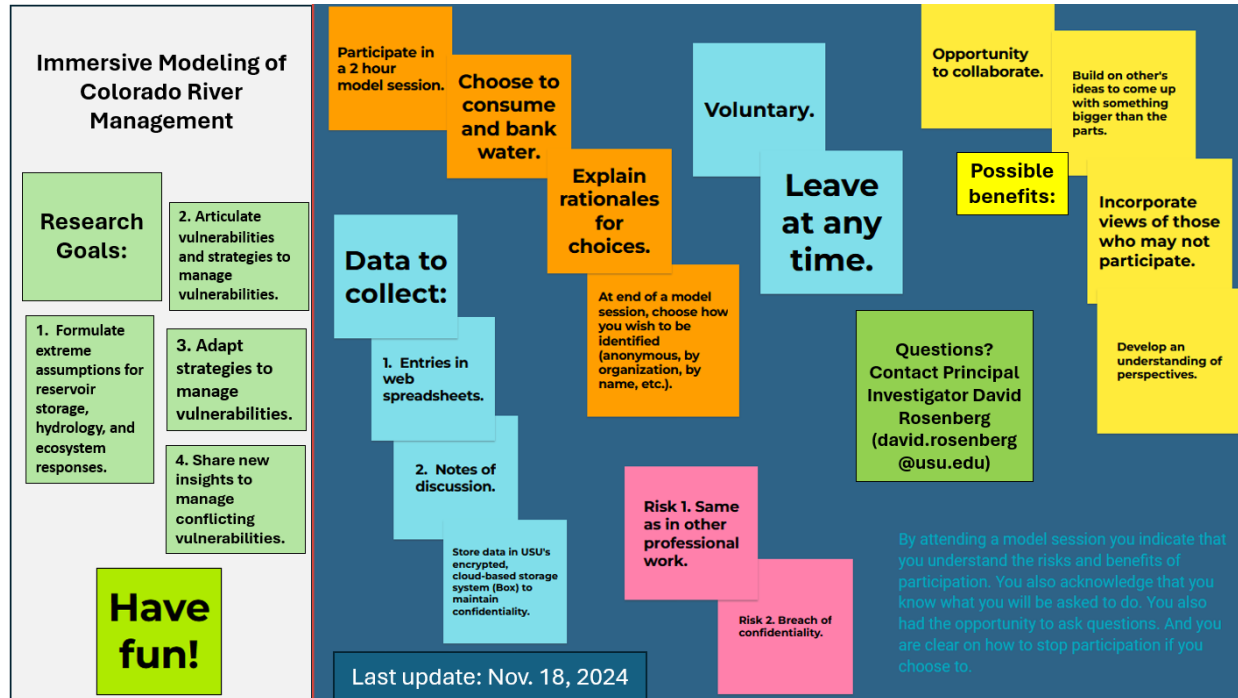 Immersive Modeling of
Colorado River
Management
Research
Goals:
1. Formulate
extreme
assumptions for
reservoir
storage,
hydrology, and
ecosystem
responses.
2. Articulate
vulnerabilities
and strategies to
manage
vulnerabilities.
3. Adapt
strategies to
manage
vulnerabilities.
4. Share new
insights to
manage
conflicting
vulnerabilities.
Have
fun!
Participate in
a 2 hour
model session.
Choose to
consume
and bank
water.
Explain
rationales
for
choices.
At end of a model
session, choose how
you wish to be
identified
(anonymous, by
organization, by
name, etc.).
Data to
collect:
1. Entries in
web
spreadsheets.
2. Notes of
discussion.
Store data in USU's
encrypted,
cloud-based storage
system (Box) to
maintain
confidentality.
Voluntary.
Leave
at any
time.
Opportunity
to collaborate.
Build on other's
ideas to come up
with something
bigger than the
parts.
Possible
benefits:
Incorporate
views of those
who may not
participate.
Develop an
understanding of
perspectives.
Questions?
Contact Principal
Investigator David
Rosenberg
(david.rosenberg
@usu.edu)
Risk 1. Same
as in other
professional
work.
Risk 2. Breach of
confidentiality.
By attending a model session you indicate that
you understand the risks and benefits of
participation. You also acknowledge that you
know what you will be asked to do. You also
had the opportunity to ask questions. And you
are clear on how to stop participation if you
choose to.
Last update: Nov. 18, 2024